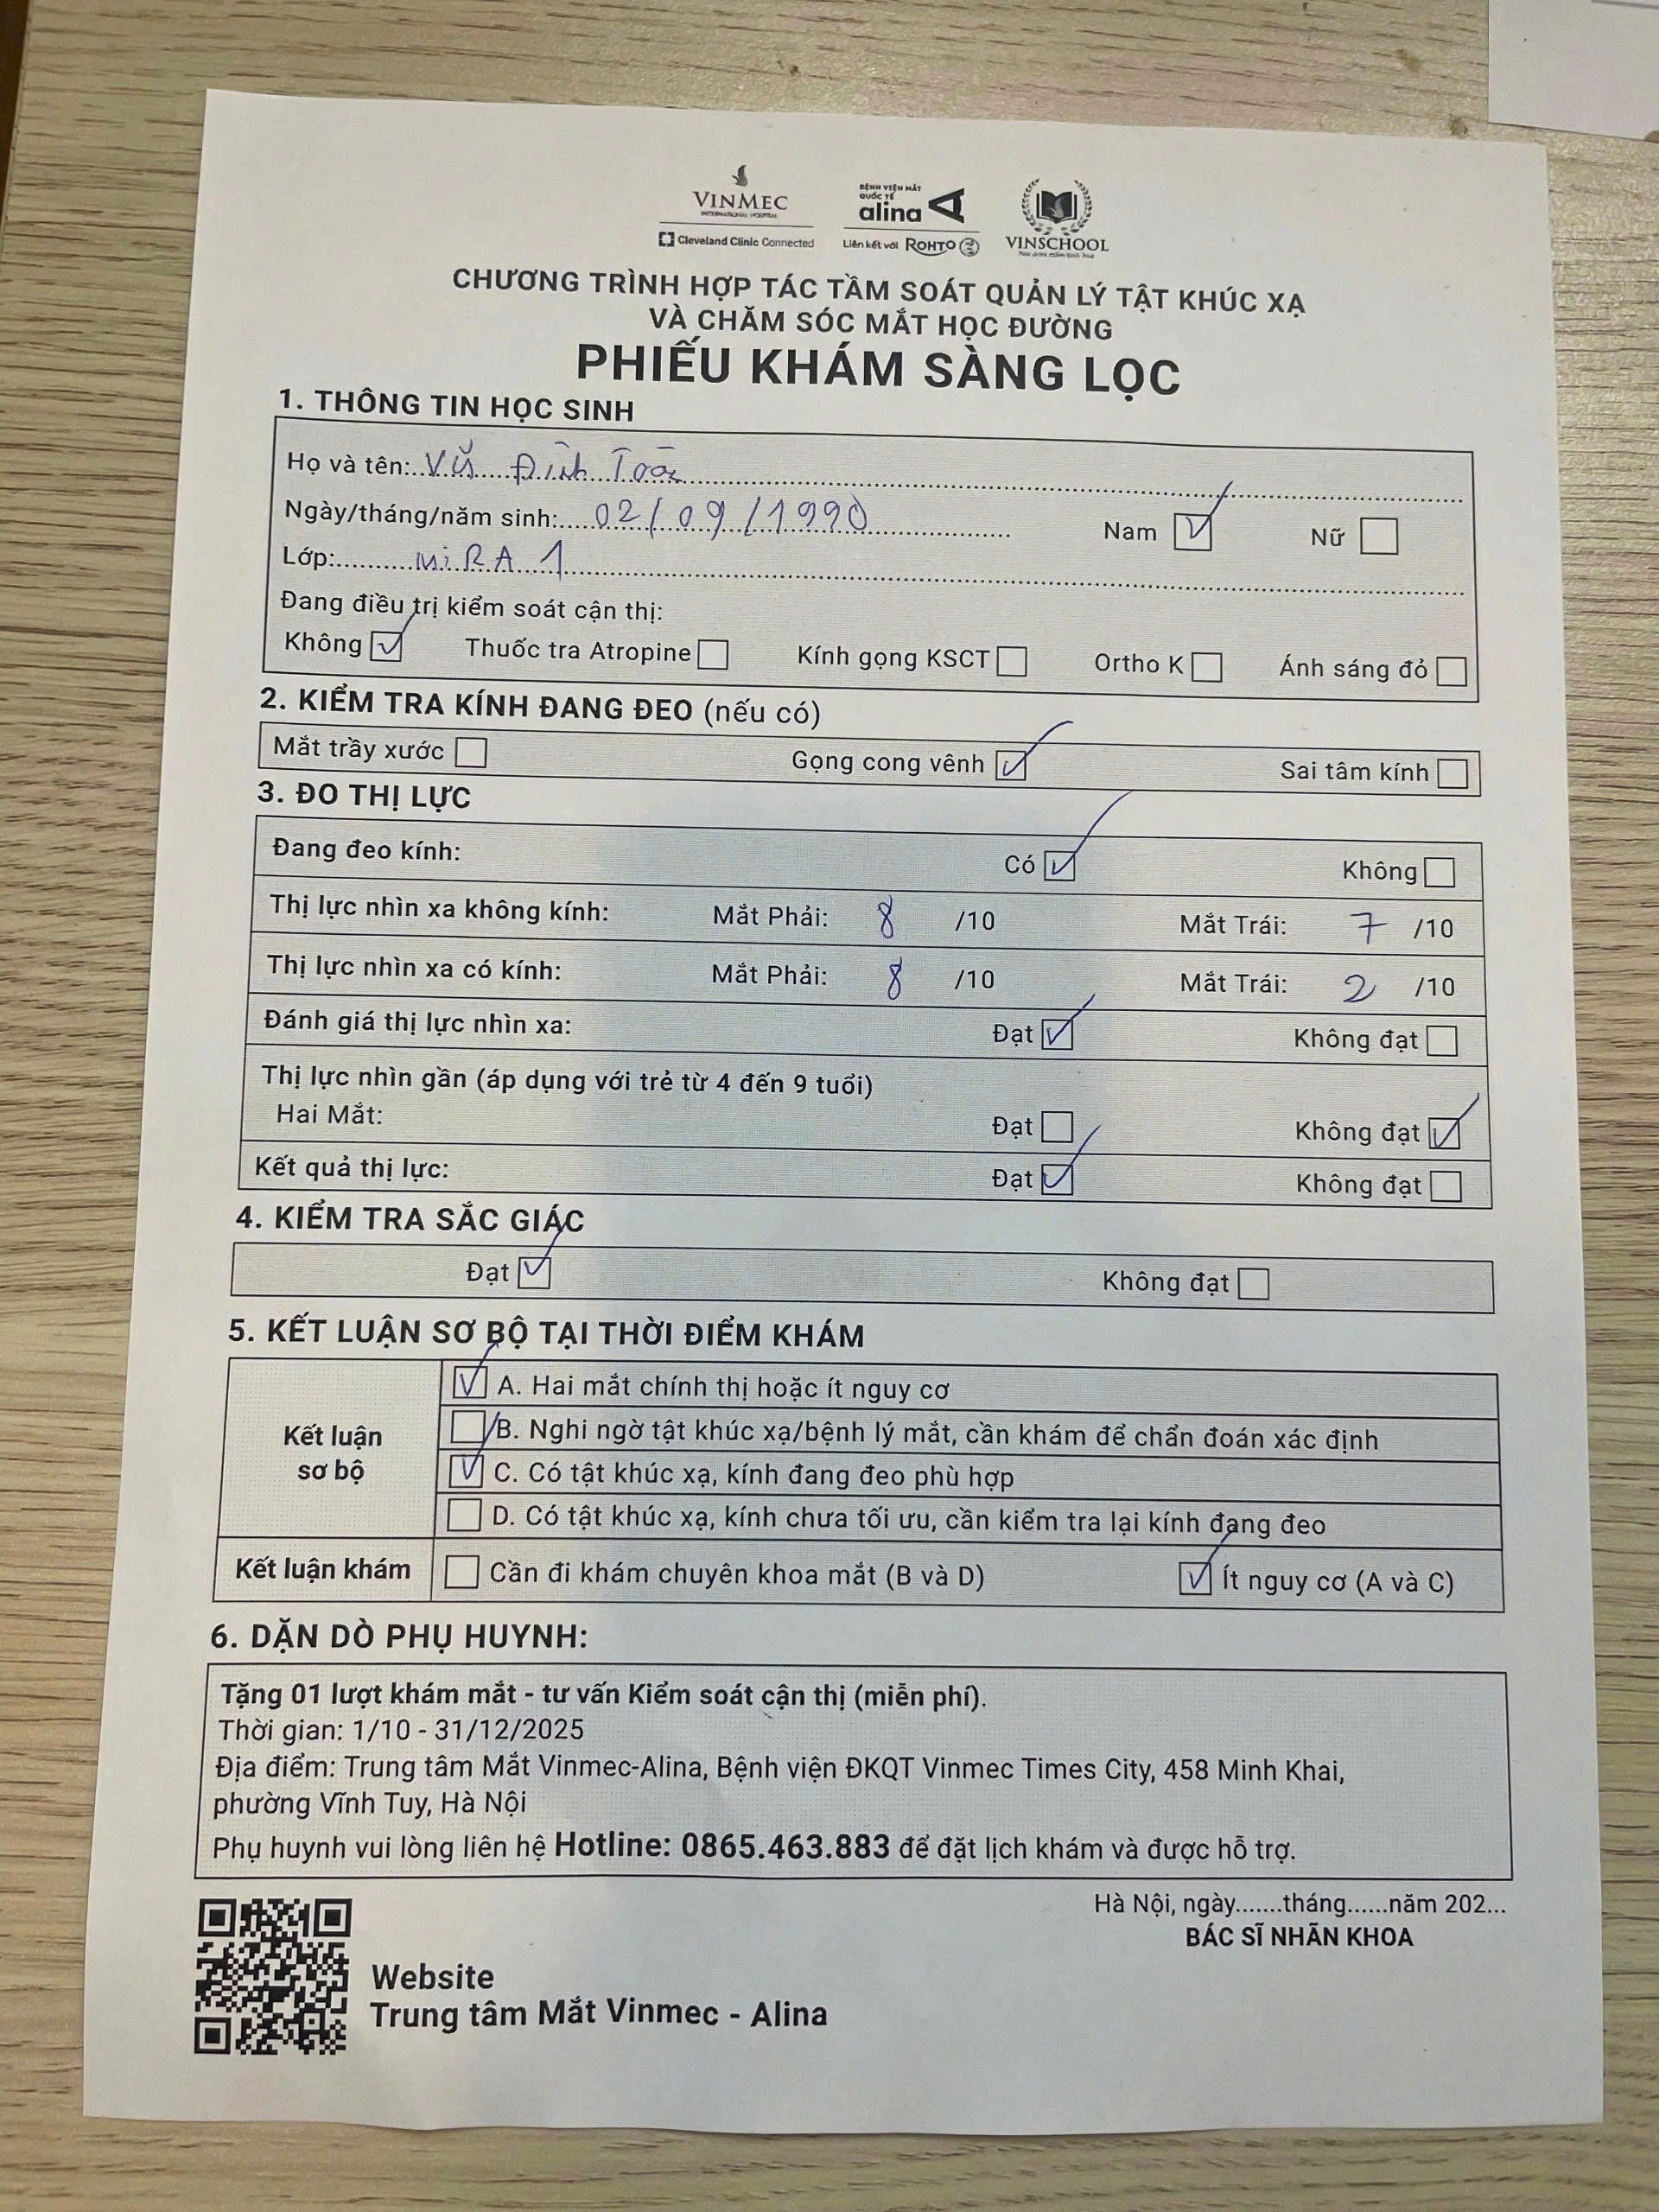 VINMEC
INTERNATIONAL HOSPITAL
Cleveland Clinic Connected
BỆNH VIỆN MẮT
QUỐC TẾ
alina
Liên kết với ROHTO
VINSCHOOL
CHƯƠNG TRÌNH HỢP TÁC TẦM SOÁT QUẢN LÝ TẬT KHÚC XẠ
VÀ CHĂM SÓC MẮT HỌC ĐƯỜNG
PHIẾU KHÁM SÀNG LỌC
1. THÔNG TIN HỌC SINH
Họ và tên: Vũ Đình Toàn
Ngày/tháng/năm sinh: 02/09/1990 Nam ☑ Nữ ☐
Lớp: MiRA 1
Đang điều trị kiểm soát cận thị:
Không ☑ Thuốc tra Atropine ☐ Kính gọng KSCT ☐ Ortho K ☐ Ánh sáng đỏ ☐
2. KIỂM TRA KÍNH ĐANG ĐEO (nếu có)
Mắt trầy xước ☐ Gọng cong vênh ☑ Sai tâm kính ☐
3. ĐO THỊ LỰC
Đang đeo kính: Có ☑ Không ☐
Thị lực nhìn xa không kính: Mắt Phải: 8 /10 Mắt Trái: 7 /10
Thị lực nhìn xa có kính: Mắt Phải: 8 /10 Mắt Trái: 2 /10
Đánh giá thị lực nhìn xa: Đạt ☑ Không đạt ☐
Thị lực nhìn gần (áp dụng với trẻ từ 4 đến 9 tuổi)
Hai Mắt: Đạt ☐ Không đạt ☑
Kết quả thị lực: Đạt ☑ Không đạt ☐
4. KIỂM TRA SẮC GIÁC
Đạt ☑ Không đạt ☐
5. KẾT LUẬN SƠ BỘ TẠI THỜI ĐIỂM KHÁM
Kết luận
sơ bộ
☑ A. Hai mắt chính thị hoặc ít nguy cơ
☐ B. Nghi ngờ tật khúc xạ/bệnh lý mắt, cần khám để chẩn đoán xác định
☑ C. Có tật khúc xạ, kính đang đeo phù hợp
☐ D. Có tật khúc xạ, kính chưa tối ưu, cần kiểm tra lại kính đang đeo
Kết luận khám ☐ Cần đi khám chuyên khoa mắt (B và D) ☑ Ít nguy cơ (A và C)
6. DẶN DÒ PHỤ HUYNH:
Tặng 01 lượt khám mắt - tư vấn Kiểm soát cận thị (miễn phí).
Thời gian: 1/10 - 31/12/2025
Địa điểm: Trung tâm Mắt Vinmec-Alina, Bệnh viện ĐKQT Vinmec Times City, 458 Minh Khai,
phường Vĩnh Tuy, Hà Nội
Phụ huynh vui lòng liên hệ Hotline: 0865.463.883 để đặt lịch khám và được hỗ trợ.
Hà Nội, ngày.......tháng......năm 202...
BÁC SĨ NHÃN KHOA
Website
Trung tâm Mắt Vinmec - Alina